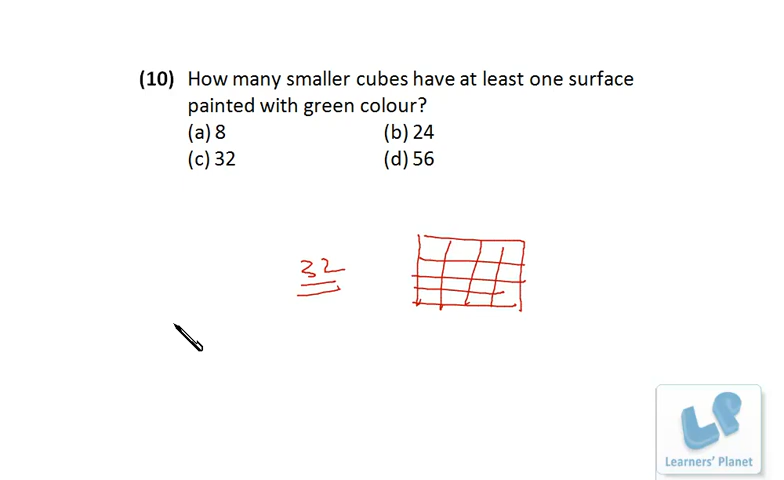 (10) How many smaller cubes have at least one surface
painted with green colour?
(a) 8 (b) 24
(c) 32 (d) 56
32
LP
Learners' Planet